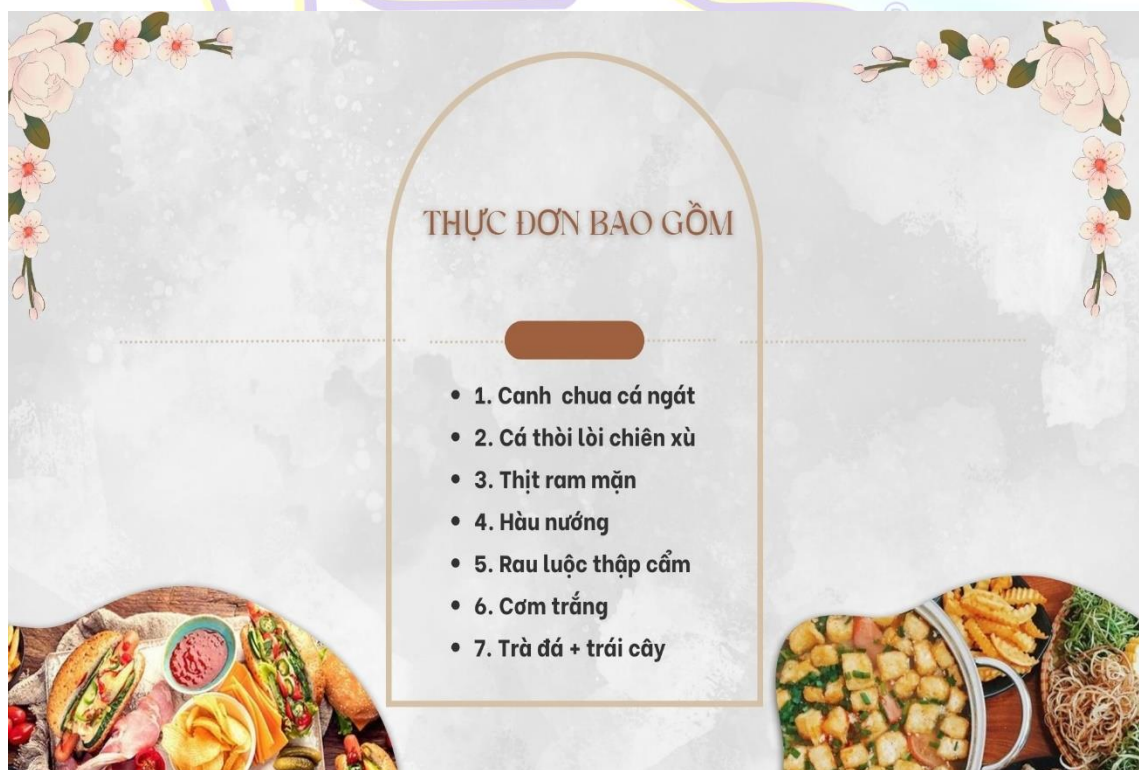 THỰC ĐƠN BAO GỒM
• 1. Canh chua cá ngát
• 2. Cá thòi lòi chiên xù
• 3. Thịt ram mặn
• 4. Hàu nướng
• 5. Rau luộc thập cẩm
• 6. Cơm trắng
• 7. Trà đá + trái cây